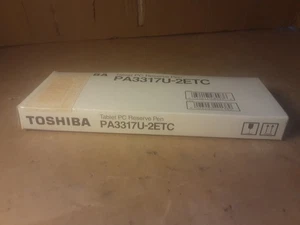 PA3317U-2ETC
TOSHIBA
Tablet PC Reserve Pen
PA3317U-2ETC